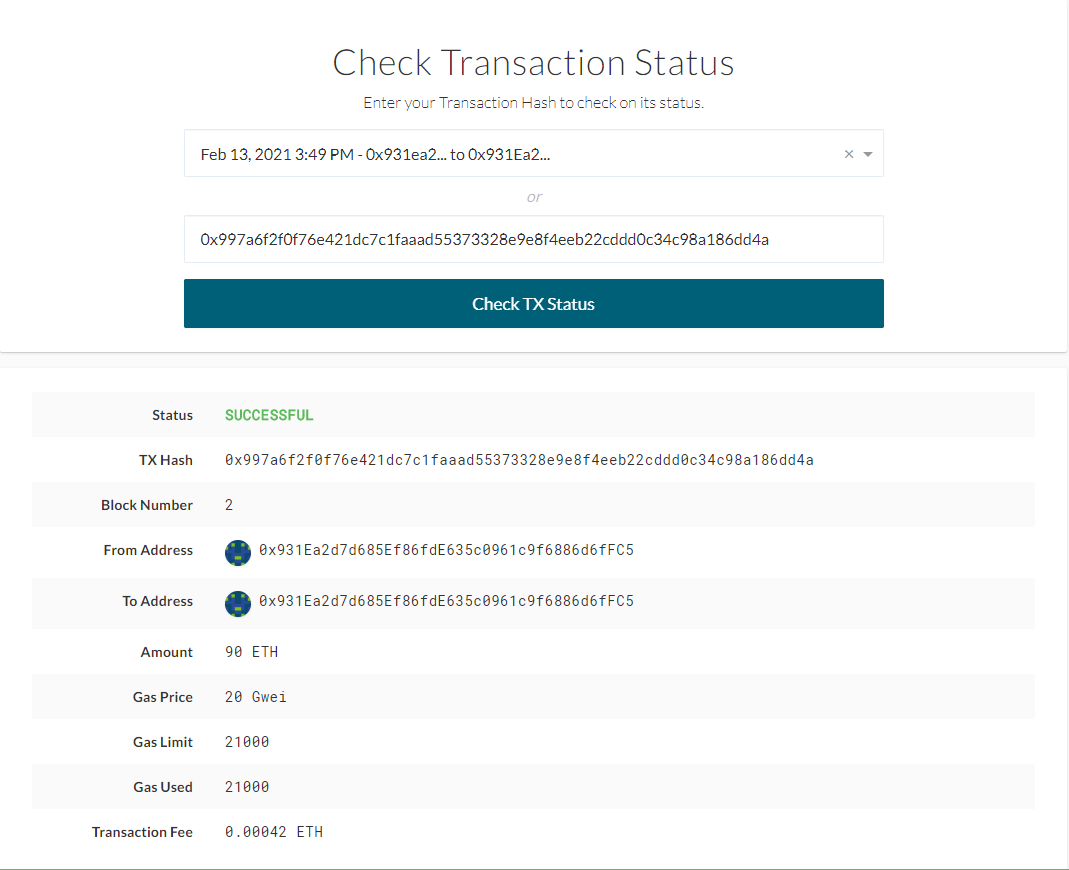 Check Transaction Status
Enter your Transaction Hash to check on its status.
Feb 13, 2021 3:49 PM - 0x931ea2... to 0x931Ea2...
or
0x997a6f2f0f76e421dc7c1faaad55373328e9e8f4eeb22cddd0c34c98a186dd4a
Check TX Status
Status SUCCESSFUL
TX Hash 0x997a6f2f0f76e421dc7c1faaad55373328e9e8f4eeb22cddd0c34c98a186dd4a
Block Number 2
From Address 0x931Ea2d7d685Ef86fdE635c0961c9f6886d6fFC5
To Address 0x931Ea2d7d685Ef86fdE635c0961c9f6886d6fFC5
Amount 90 ETH
Gas Price 20 Gwei
Gas Limit 21000
Gas Used 21000
Transaction Fee 0.00042 ETH